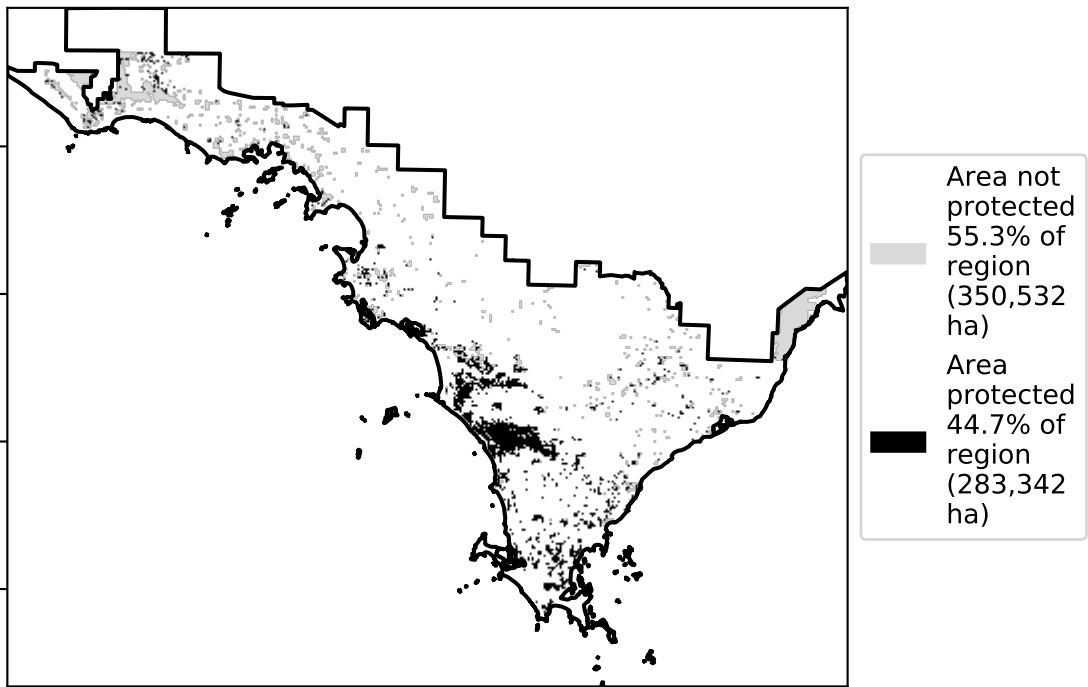 Area not
protected
55.3% of
region
(350,532
ha)
Area
protected
44.7% of
region
(283,342
ha)